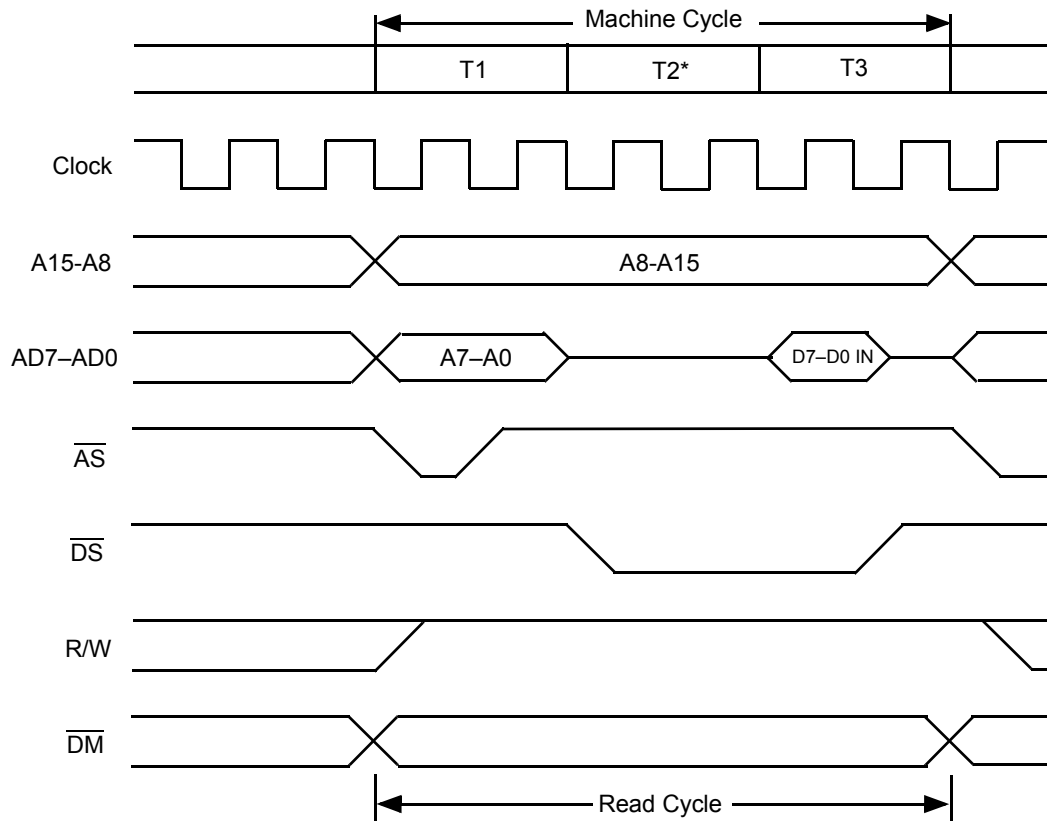 Machine Cycle
T1 T2* T3
Clock
A15-A8 A8-A15
AD7–AD0 A7–A0 D7–D0 IN
AS
DS
R/W
DM
Read Cycle